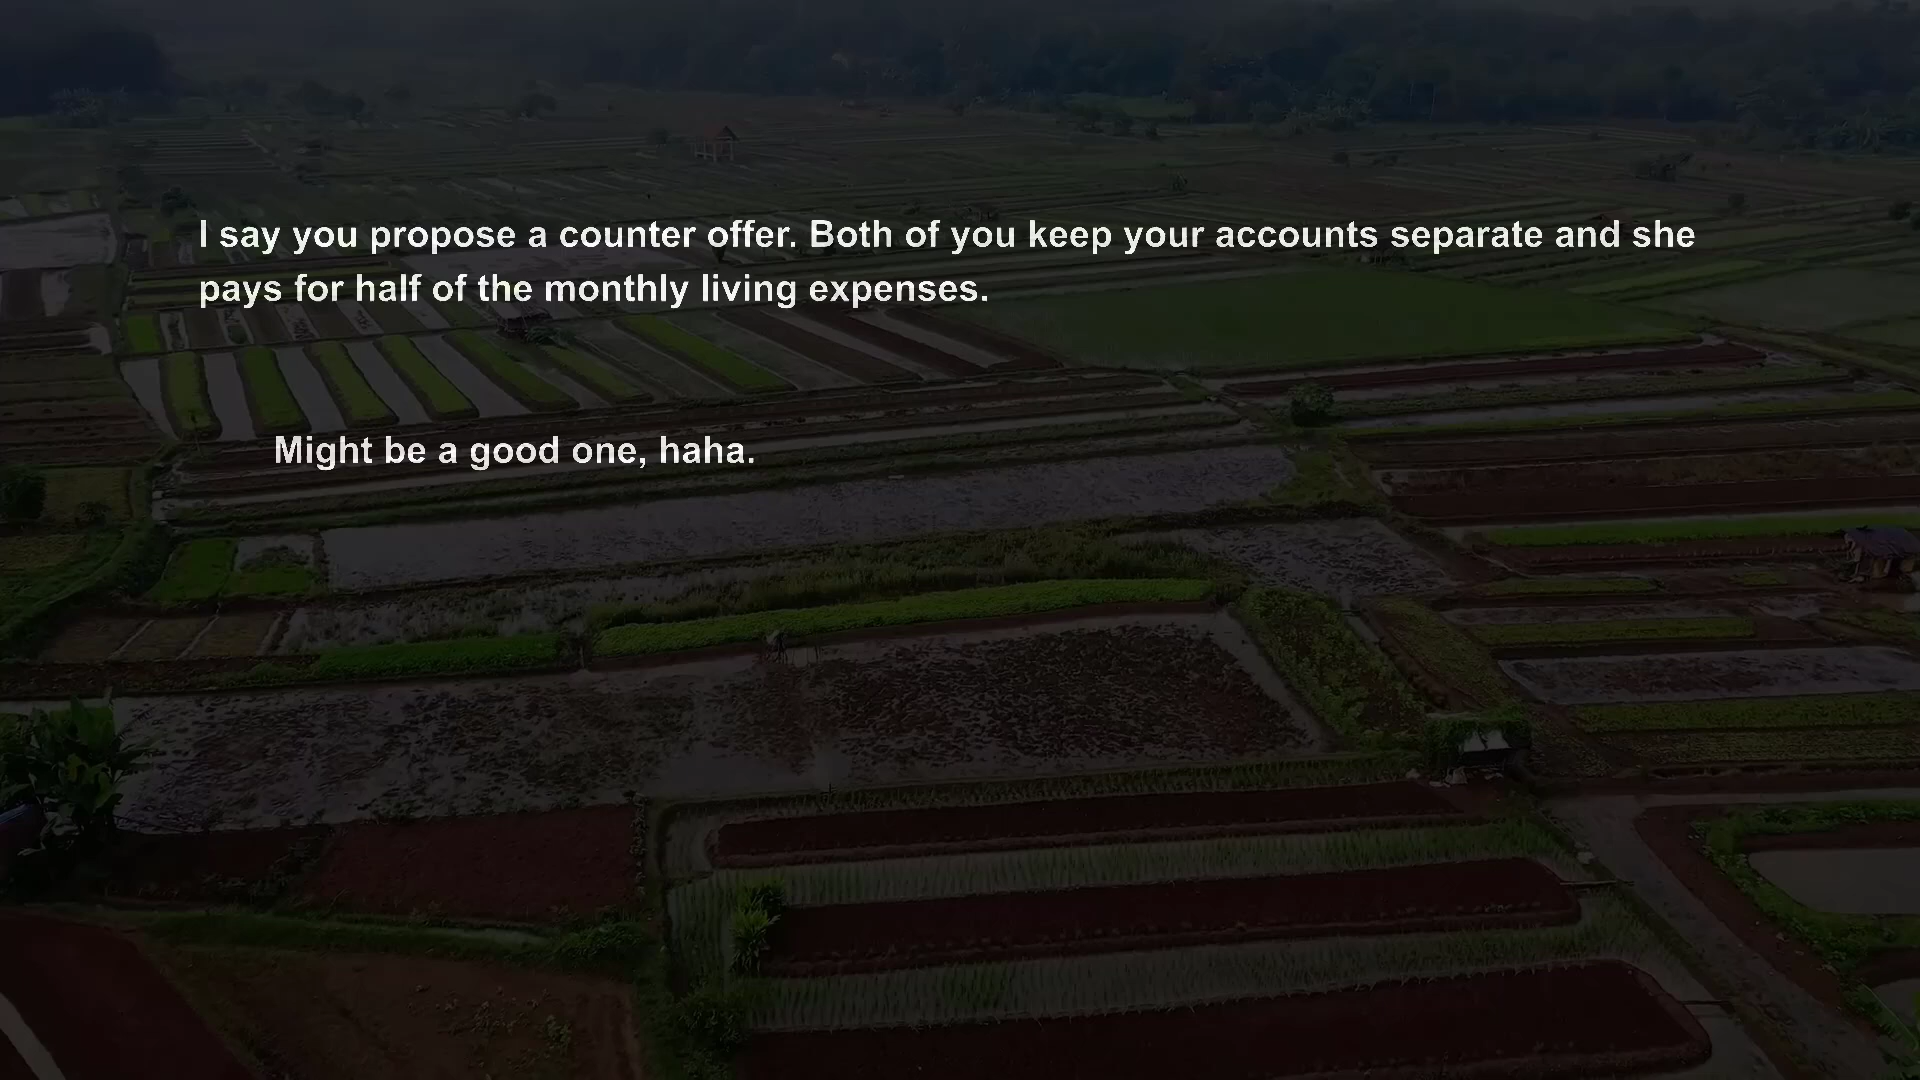 I say you propose a counter offer. Both of you keep your accounts separate and she
pays for half of the monthly living expenses.
Might be a good one, haha.